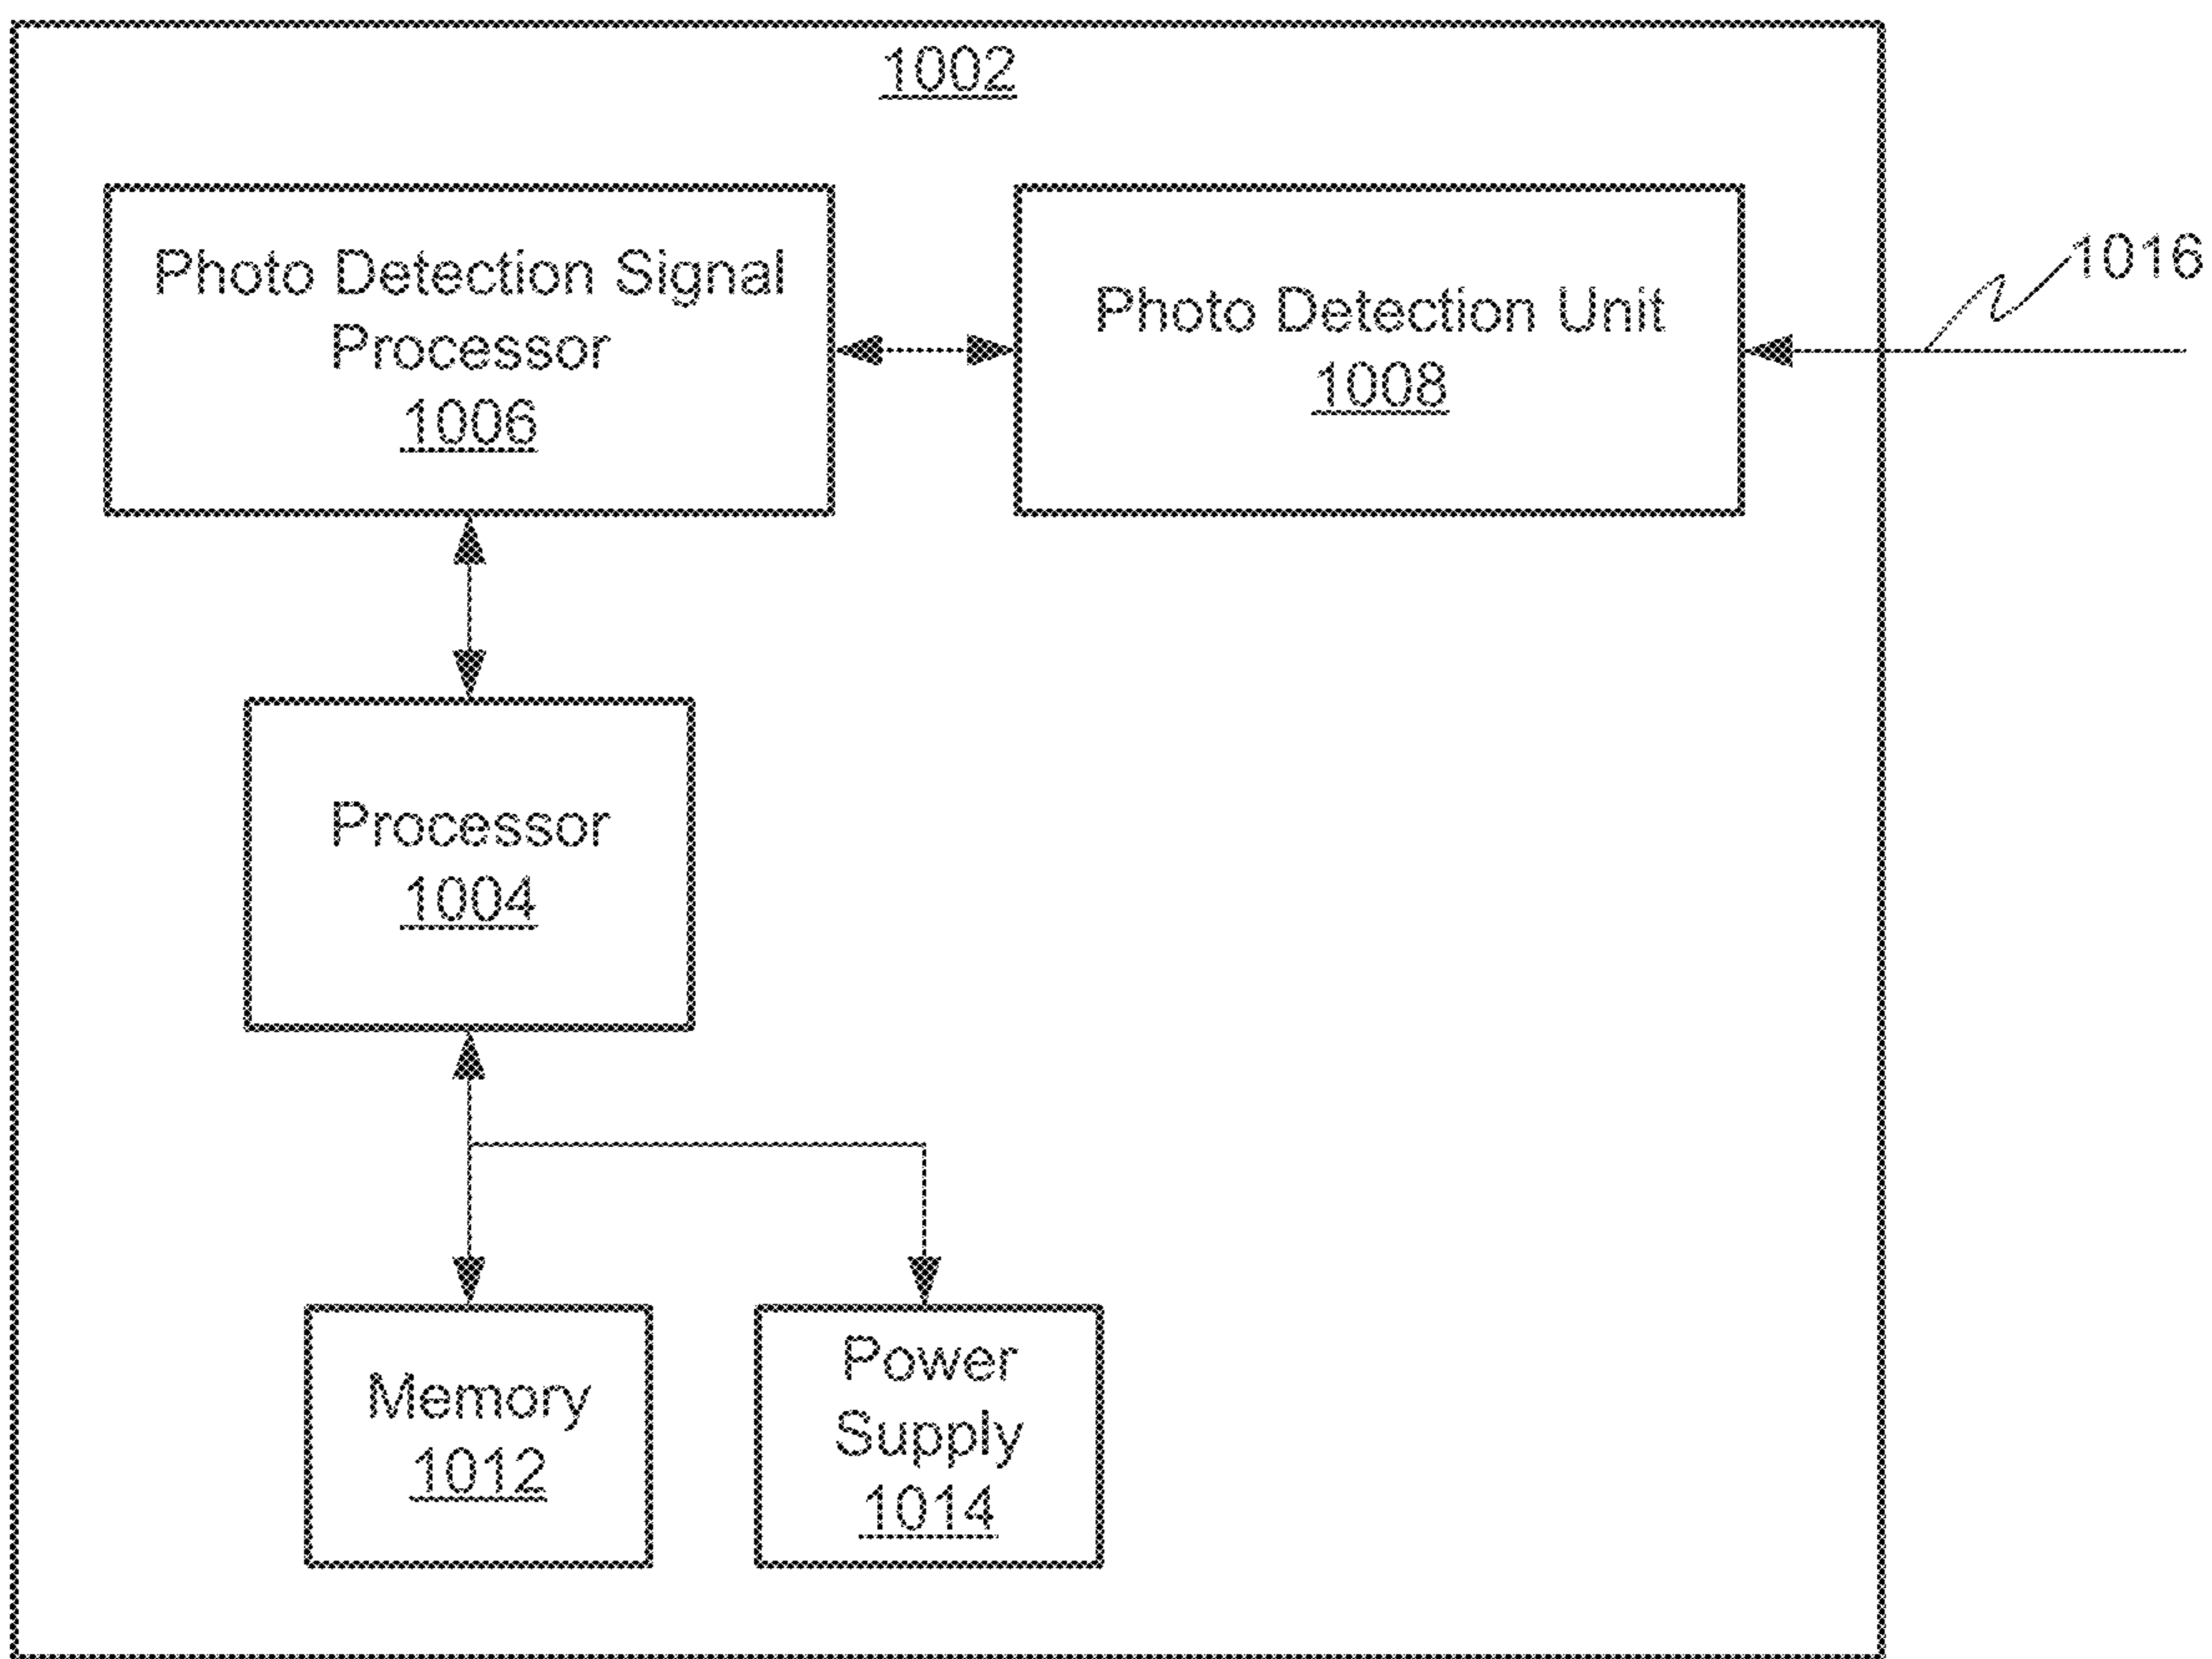 1002
Photo Detection Signal
Processor
1006
Photo Detection Unit
1008
1016
Processor
1004
Memory
1012
Power
Supply
1014